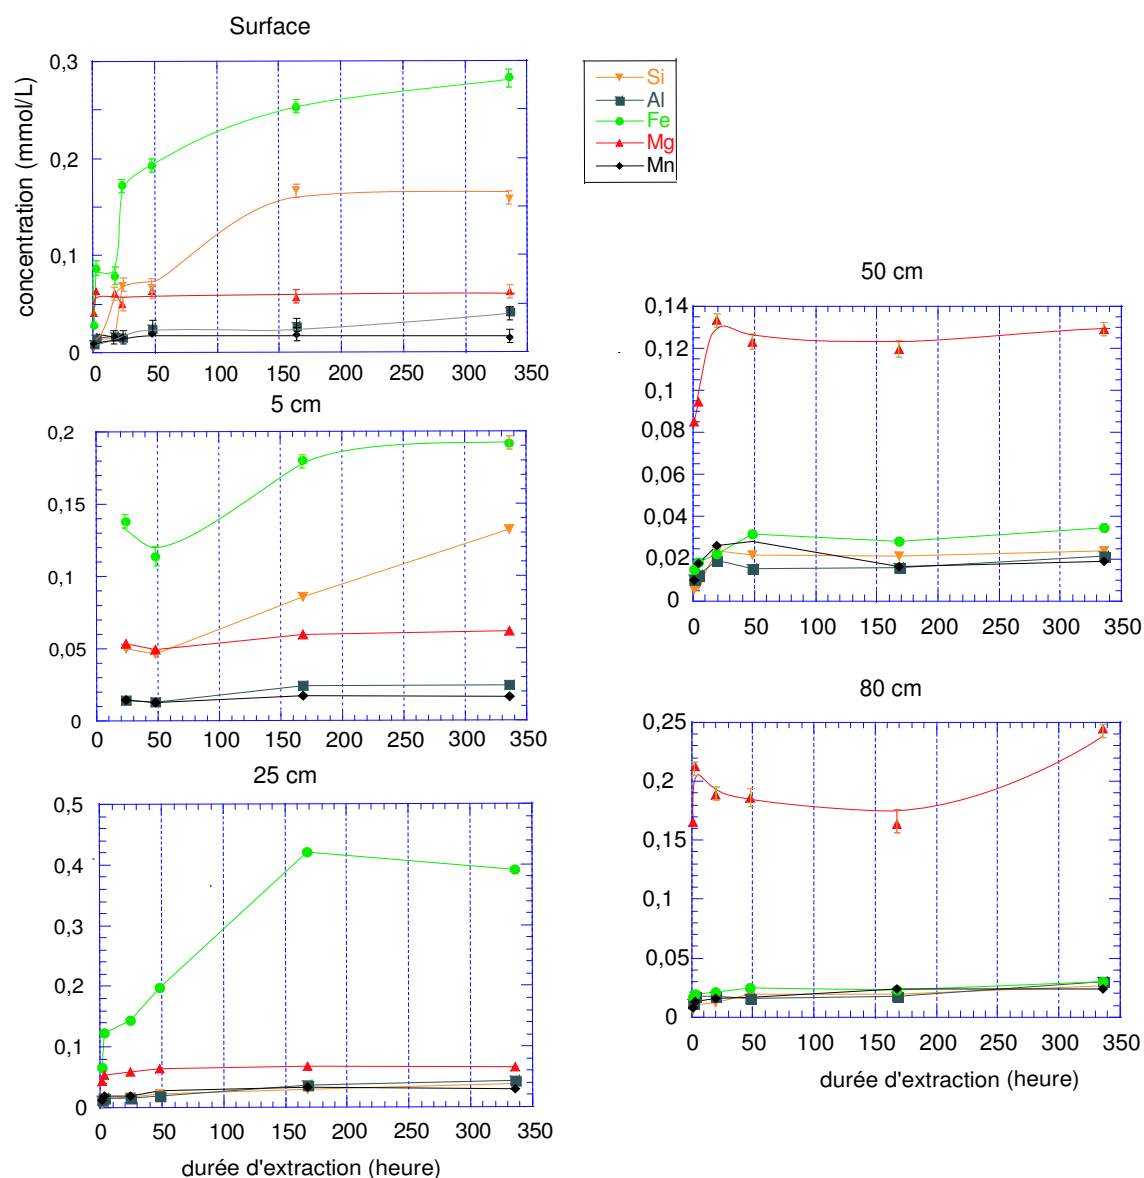 Surface
concentration (mmol/L)
0,3
0,2
0,1
0
0 50 100 150 200 250 300 350
Si
Al
Fe
Mg
Mn
5 cm
0,2
0,15
0,1
0,05
0
0 50 100 150 200 250 300 350
25 cm
0,5
0,4
0,3
0,2
0,1
0
0 50 100 150 200 250 300 350
durée d'extraction (heure)
50 cm
0,14
0,12
0,1
0,08
0,06
0,04
0,02
0
0 50 100 150 200 250 300 350
80 cm
0,25
0,2
0,15
0,1
0,05
0
0 50 100 150 200 250 300 350
durée d'extraction (heure)